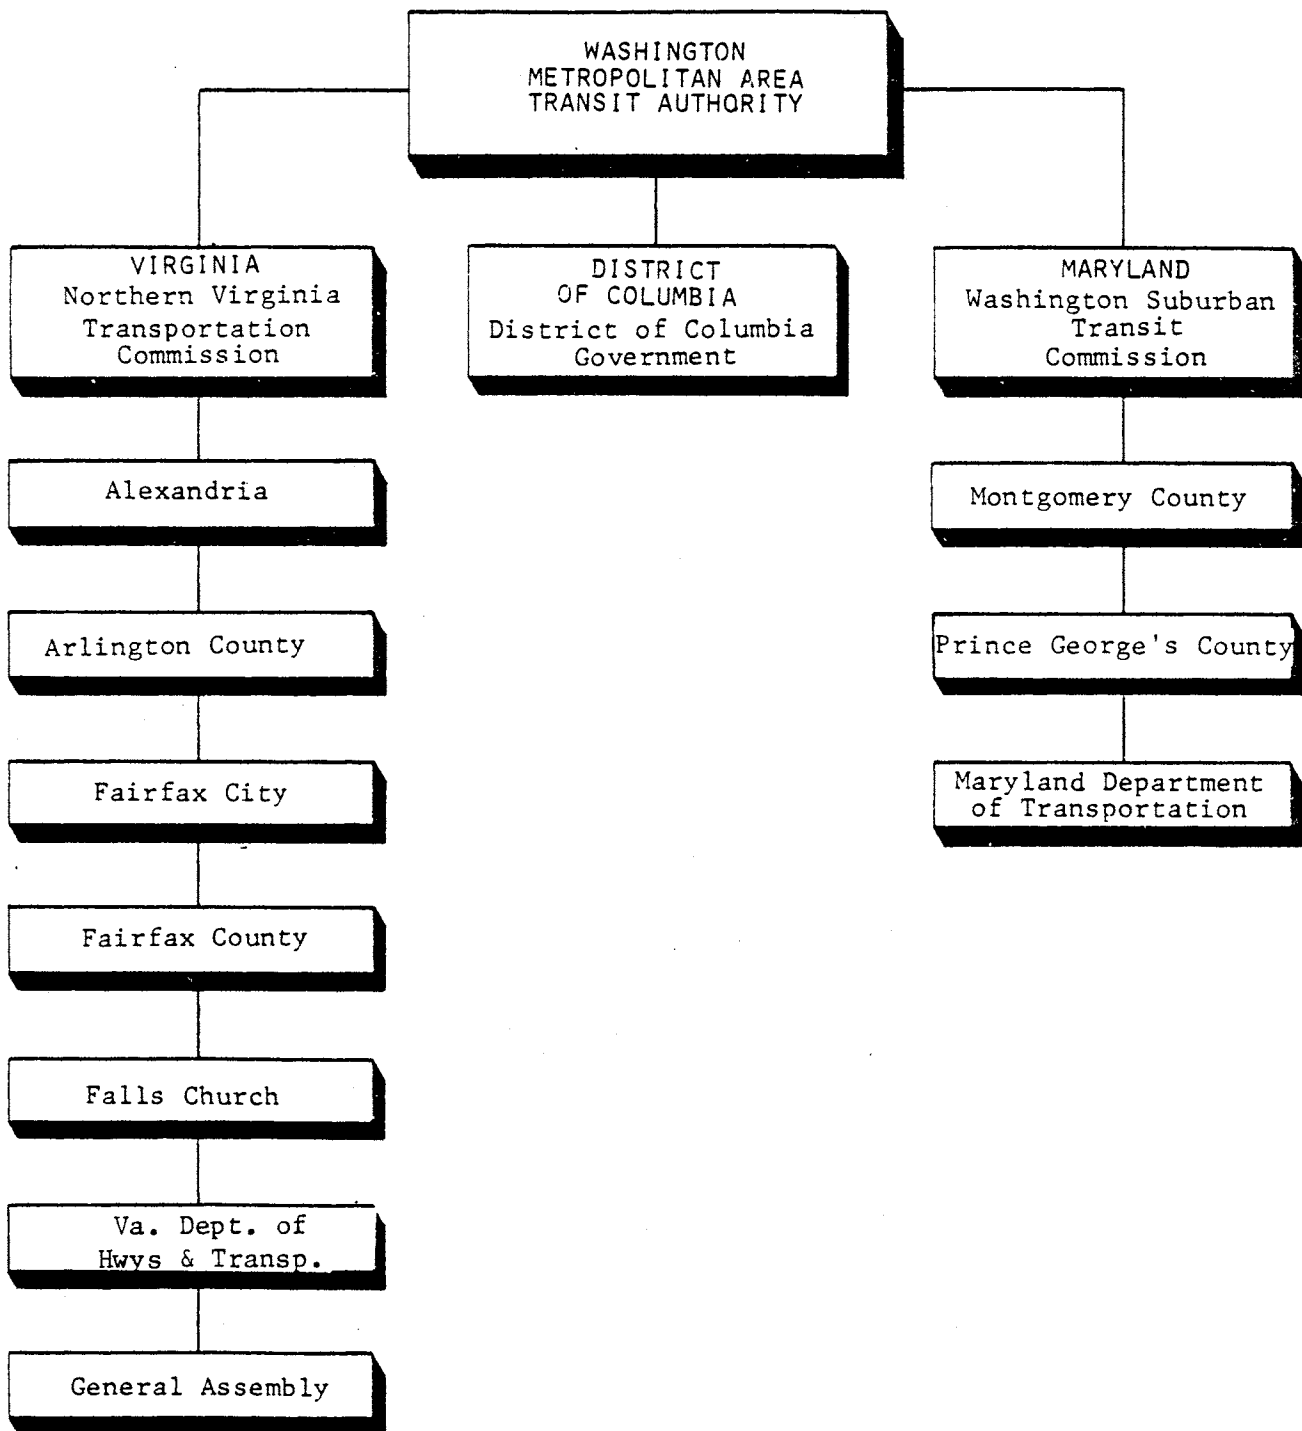 WASHINGTON
METROPOLITAN AREA
TRANSIT AUTHORITY
VIRGINIA
Northern Virginia
Transportation
Commission
DISTRICT
OF COLUMBIA
District of Columbia
Government
MARYLAND
Washington Suburban
Transit
Commission
Alexandria
Arlington County
Fairfax City
Fairfax County
Falls Church
Va. Dept. of
Hwys & Transp.
General Assembly
Montgomery County
Prince George's County
Maryland Department
of Transportation